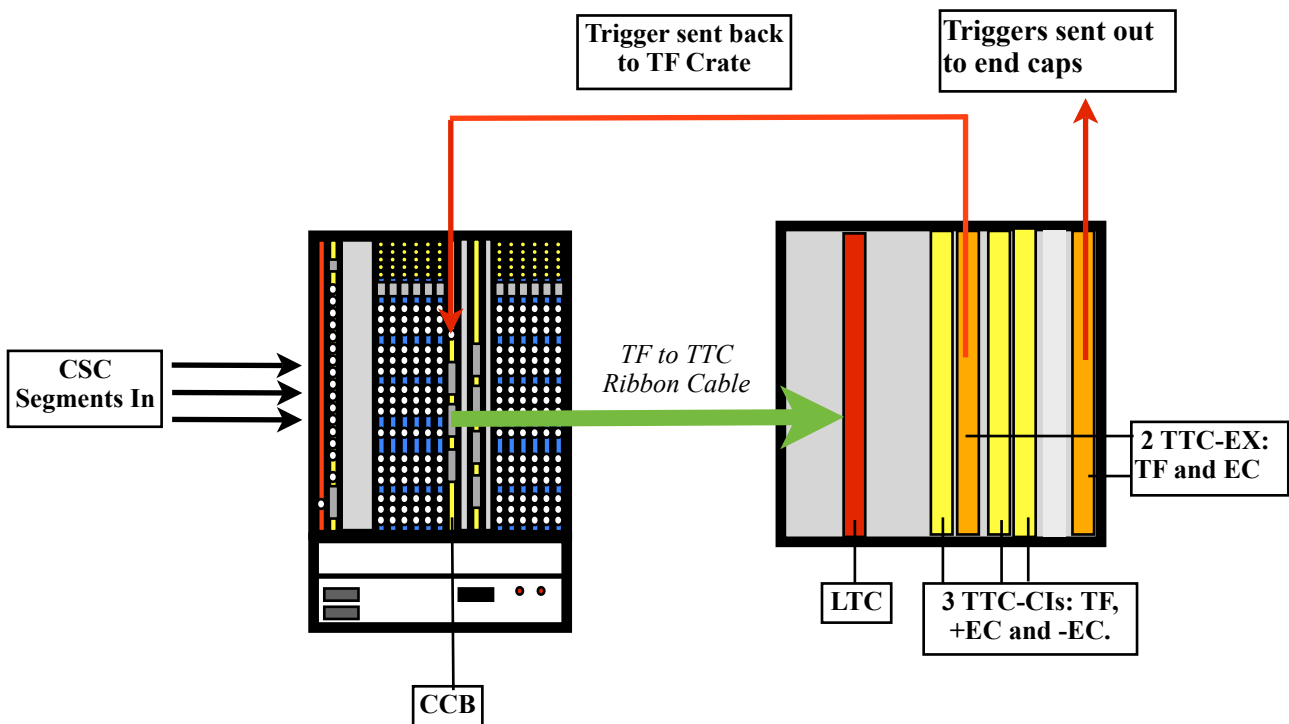 Trigger sent back
to TF Crate
Triggers sent out
to end caps
CSC
Segments In
TF to TTC
Ribbon Cable
2 TTC-EX:
TF and EC
LTC
3 TTC-CIs: TF,
+EC and -EC.
CCB